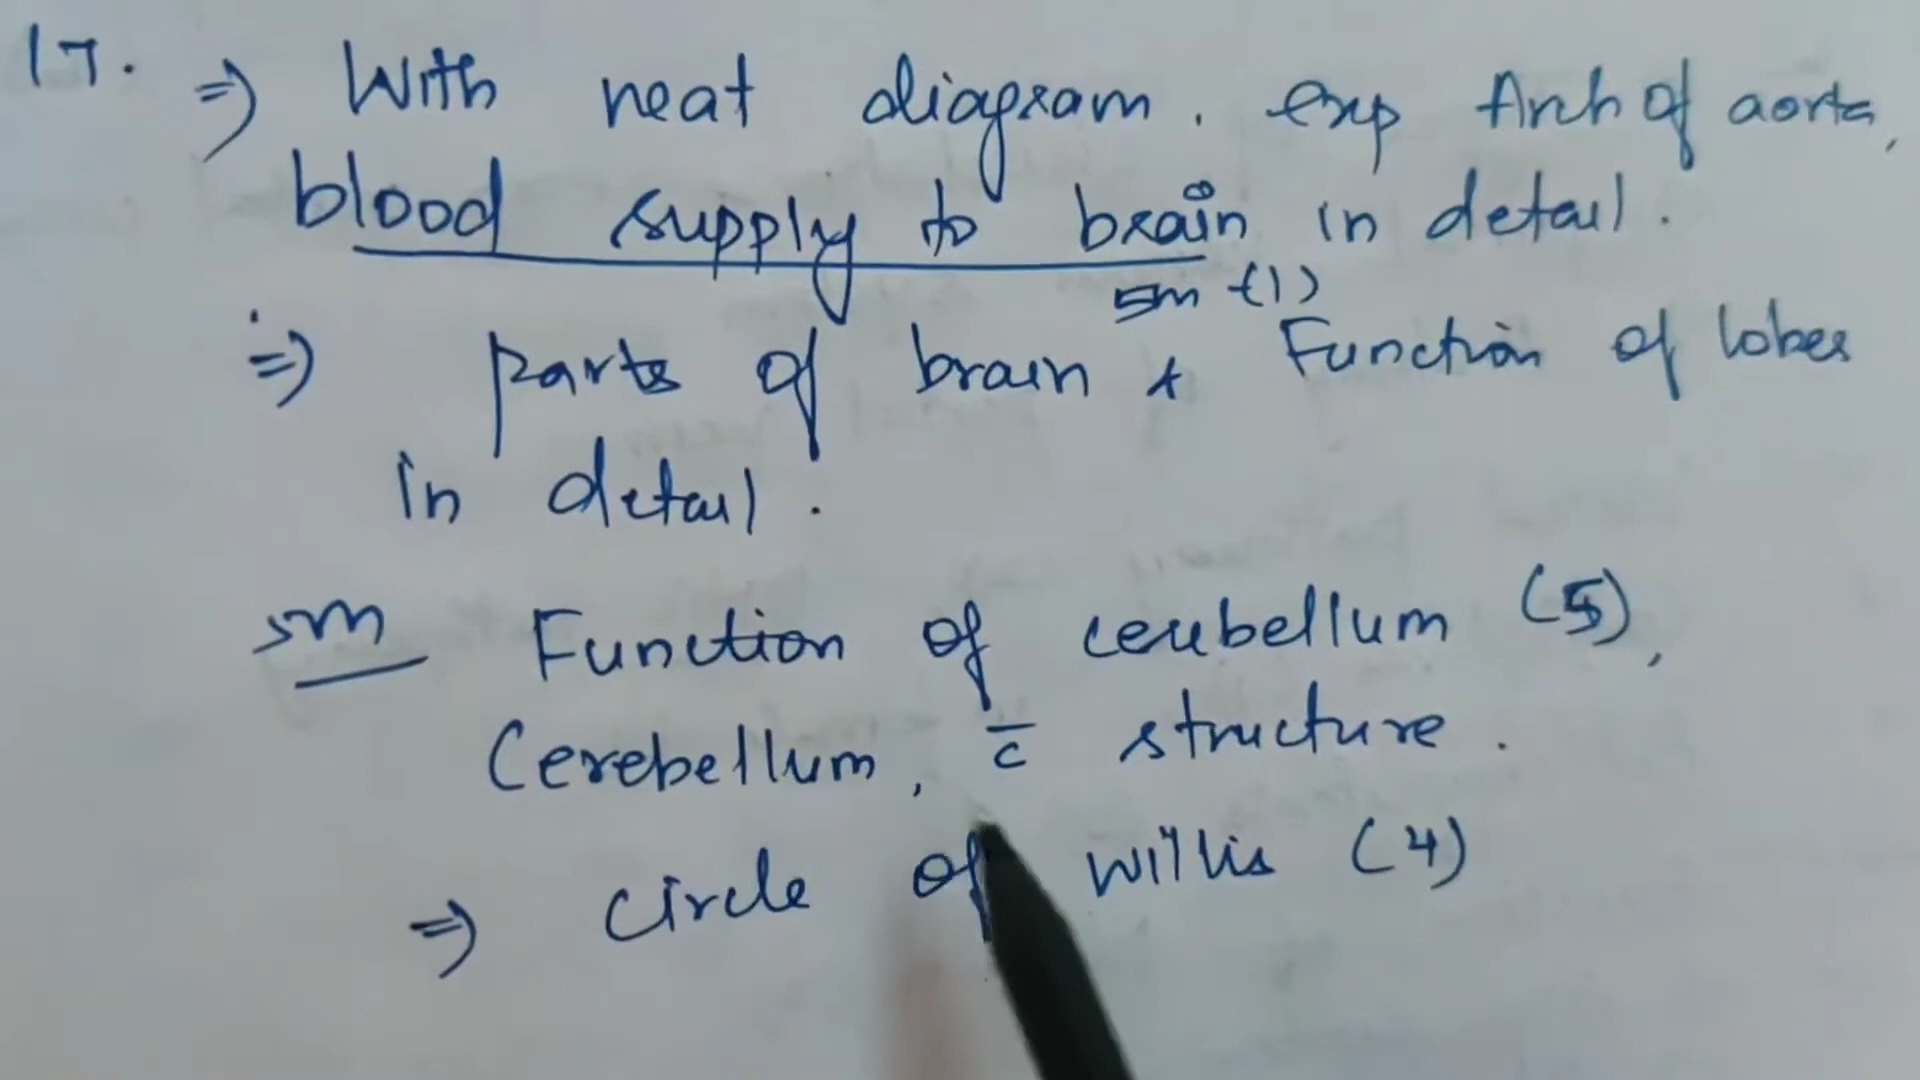 17. ⇒ With neat diagram. exp Arch of aorta,
blood supply to brain in detail.
5m (1)
⇒ Parts of brain & Function of lobes
in detail.
5m Function of cerebellum (5),
Cerebellum, c̅ structure.
⇒ circle of willis (4)